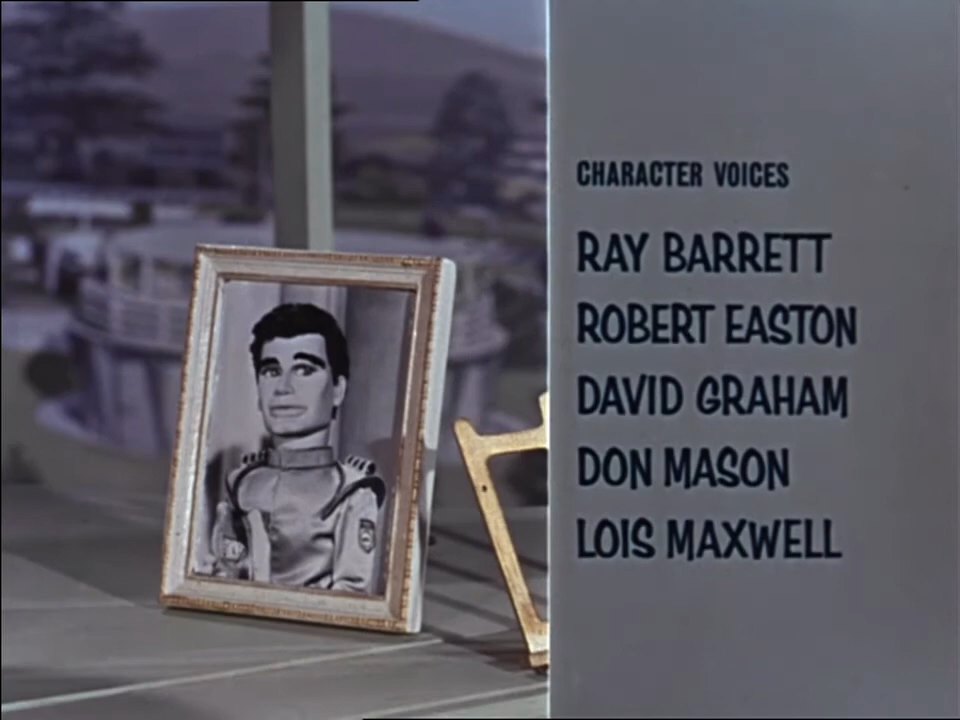 CHARACTER VOICES
RAY BARRETT
ROBERT EASTON
DAVID GRAHAM
DON MASON
LOIS MAXWELL